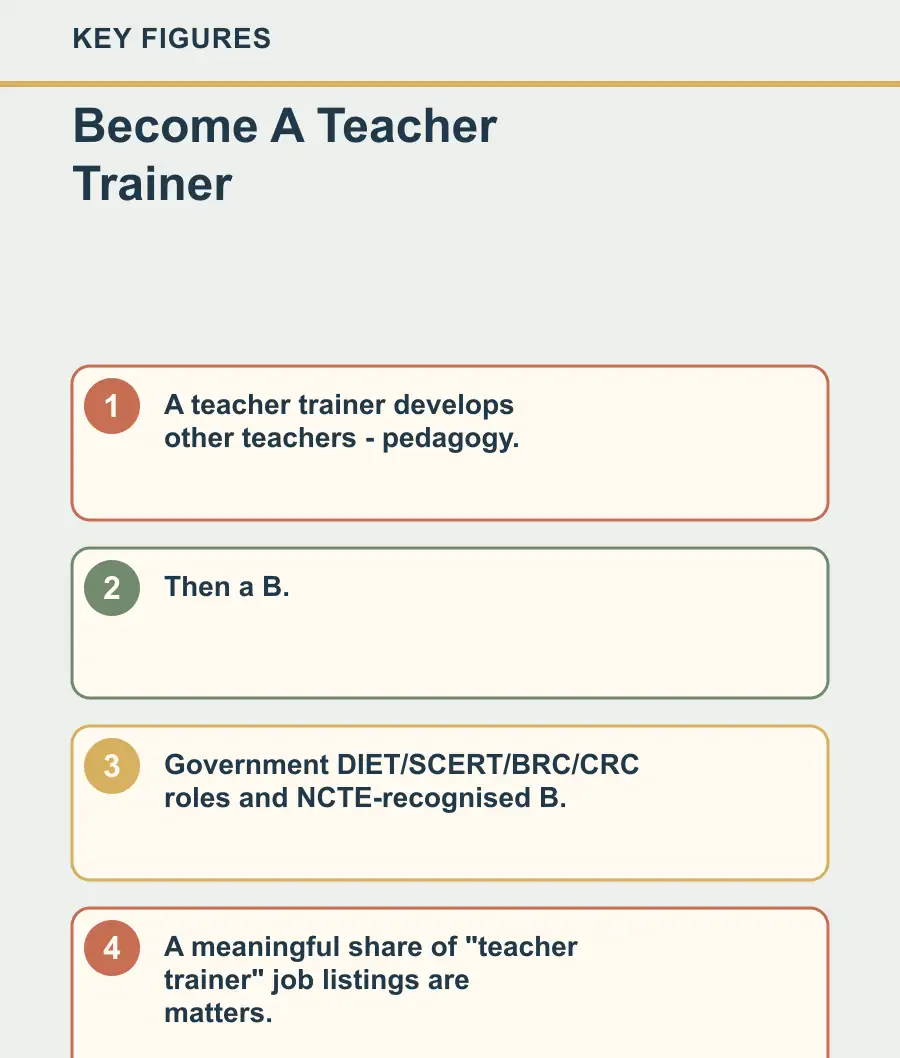 KEY FIGURES
Become A Teacher
Trainer
1
A teacher trainer develops
other teachers - pedagogy.
2
Then a B.
3
Government DIET/SCERT/BRC/CRC
roles and NCTE-recognised B.
4
A meaningful share of "teacher
trainer" job listings are
matters.